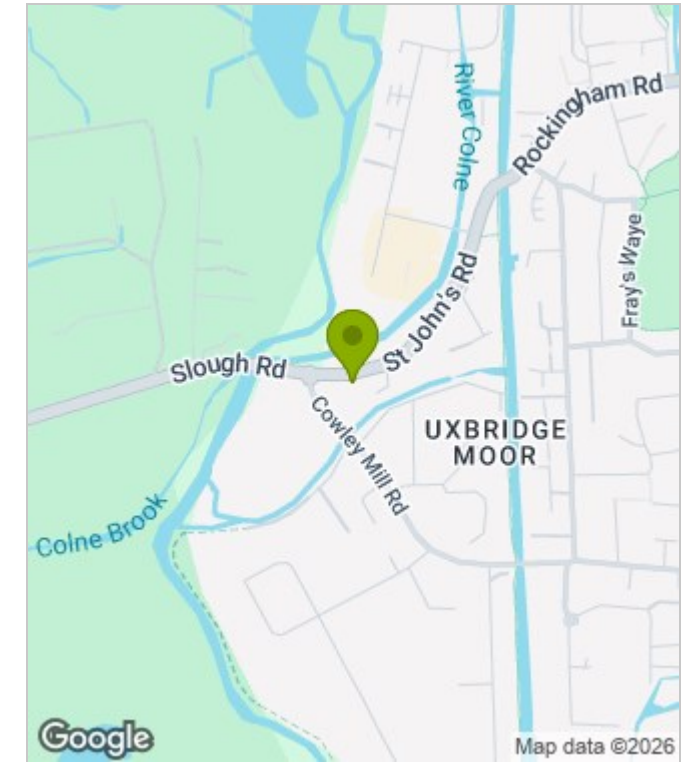 River Colne
Rockingham Rd
Fray's Waye
St John's Rd
Slough Rd
Cowley Mill Rd
UXBRIDGE
MOOR
Colne Brook
Google
Map data ©2026